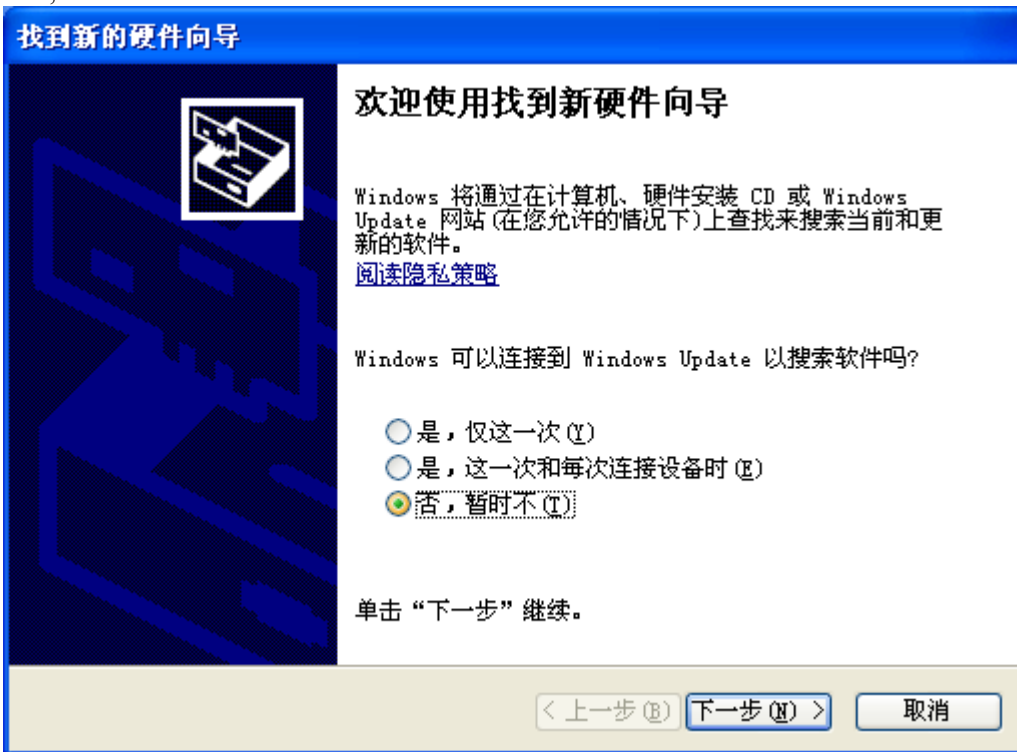 找到新的硬件向导
欢迎使用找到新硬件向导
Windows 将通过在计算机、硬件安装 CD 或 Windows
Update 网站(在您允许的情况下)上查找来搜索当前和更
新的软件。
阅读隐私策略
Windows 可以连接到 Windows Update 以搜索软件吗?
是，仅这一次(Y)
是，这一次和每次连接设备时(E)
否，暂时不(T)
单击“下一步”继续。
< 上一步(B) 下一步(N) > 取消